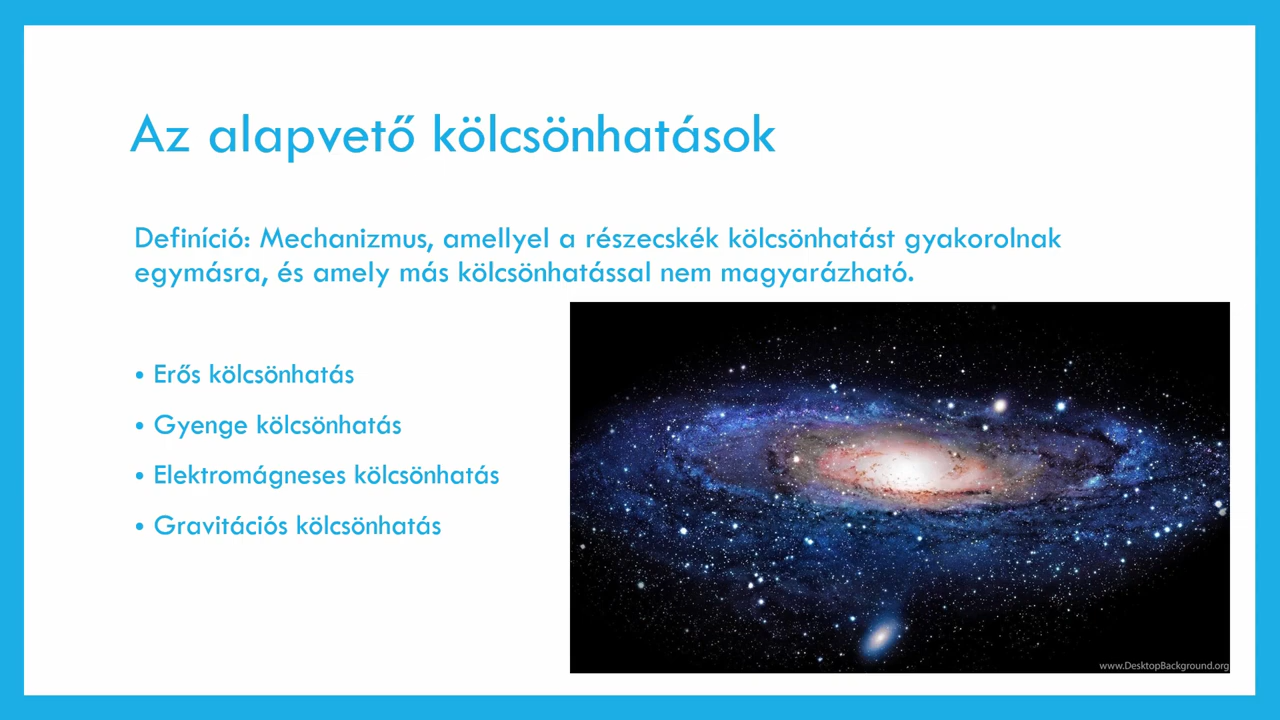 Az alapvető kölcsönhatások
Definíció: Mechanizmus, amellyel a részecskék kölcsönhatást gyakorolnak
egymásra, és amely más kölcsönhatással nem magyarázható.
• Erős kölcsönhatás
• Gyenge kölcsönhatás
• Elektromágneses kölcsönhatás
• Gravitációs kölcsönhatás
www.DesktopBackground.org